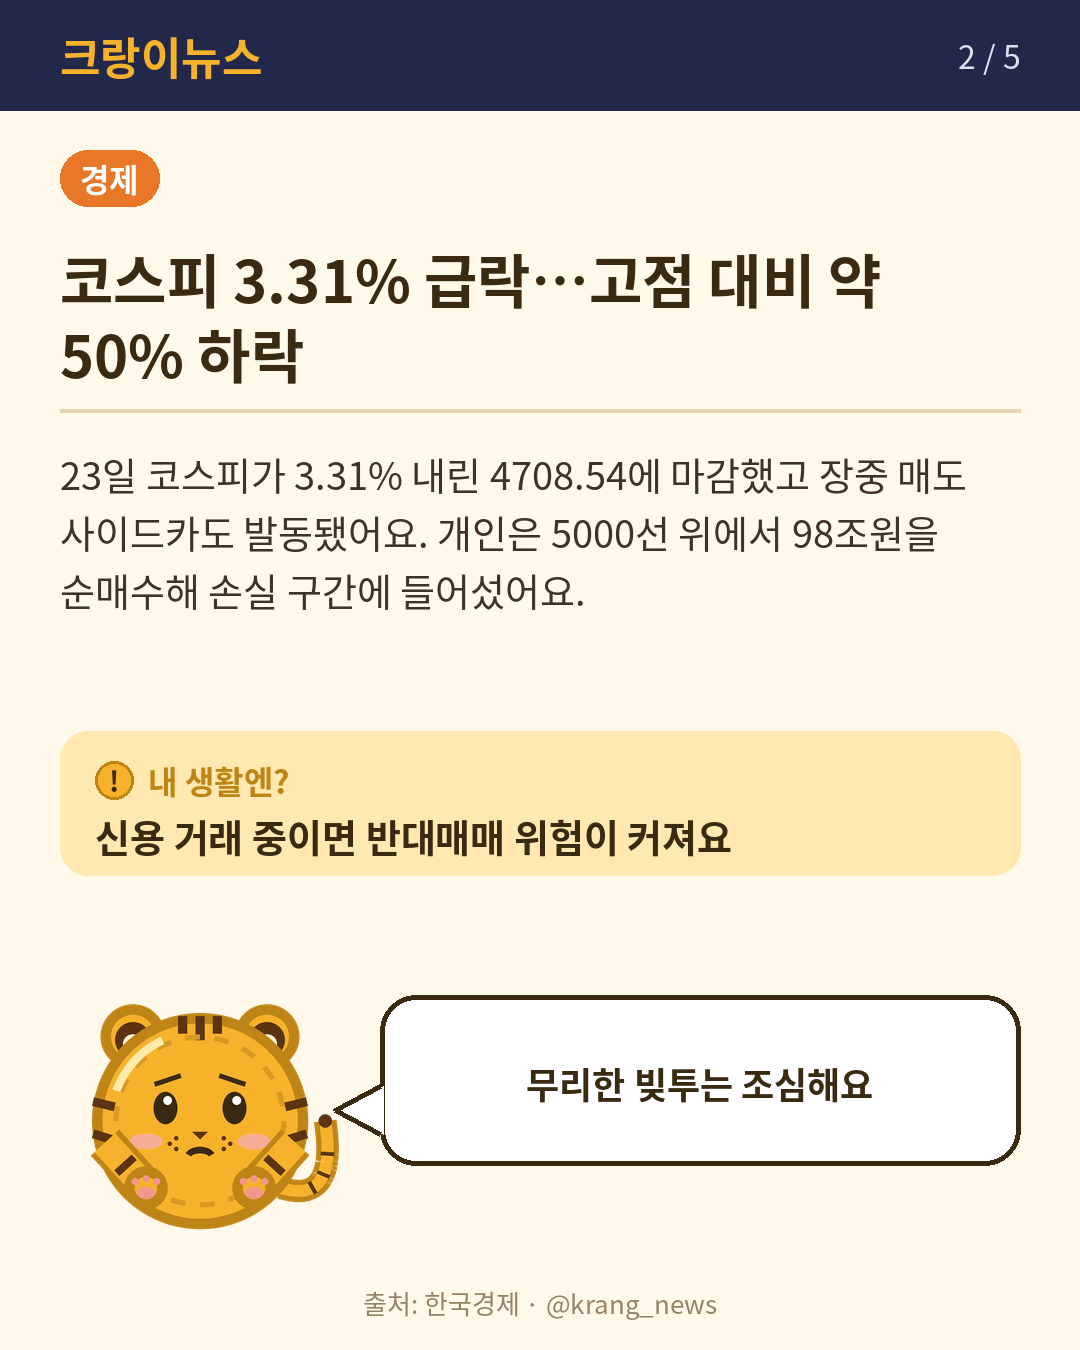 크랑이뉴스
2 / 5
경제
코스피 3.31% 급락…고점 대비 약
50% 하락
23일 코스피가 3.31% 내린 4708.54에 마감했고 장중 매도
사이드카도 발동됐어요. 개인은 5000선 위에서 98조원을
순매수해 손실 구간에 들어섰어요.
! 내 생활엔?
신용 거래 중이면 반대매매 위험이 커져요
무리한 빚투는 조심해요
출처: 한국경제 · @krang_news